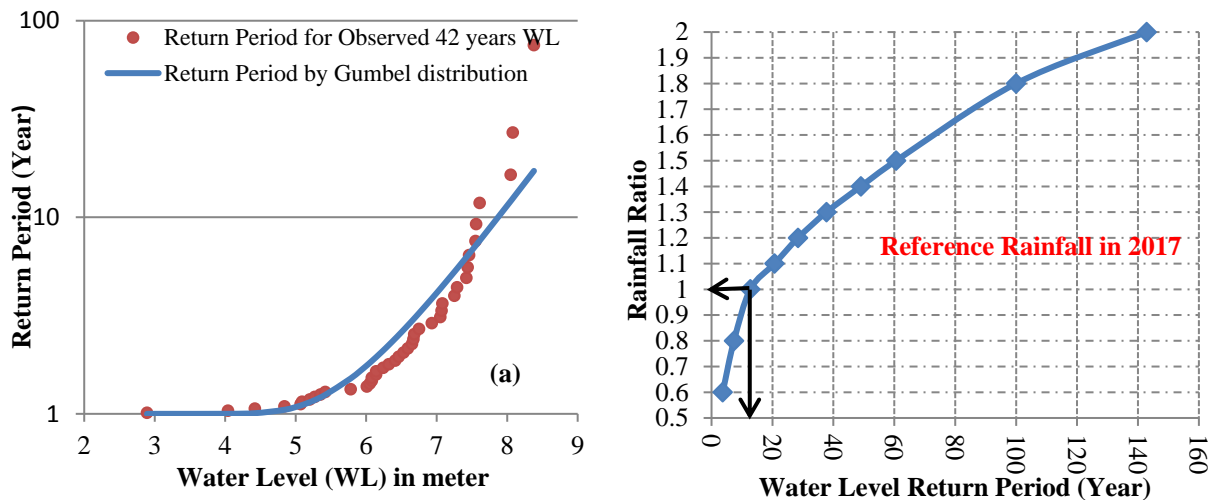 100
10
1
Return Period (Year)
Return Period for Observed 42 years WL
Return Period by Gumbel distribution
(a)
2 3 4 5 6 7 8 9
Water Level (WL) in meter
2
1.9
1.8
1.7
1.6
1.5
1.4
1.3
1.2
1.1
1
0.9
0.8
0.7
0.6
0.5
Rainfall Ratio
Reference Rainfall in 2017
0 20 40 60 80 100 120 140 160
Water Level Return Period (Year)